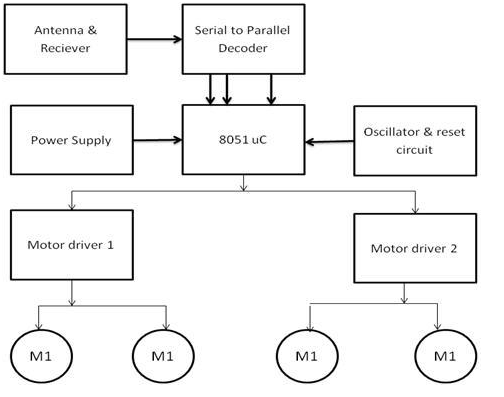 Antenna &
Reciever
Serial to Parallel
Decoder
Power Supply
8051 uC
Oscillator & reset
circuit
Motor driver 1
Motor driver 2
M1
M1
M1
M1